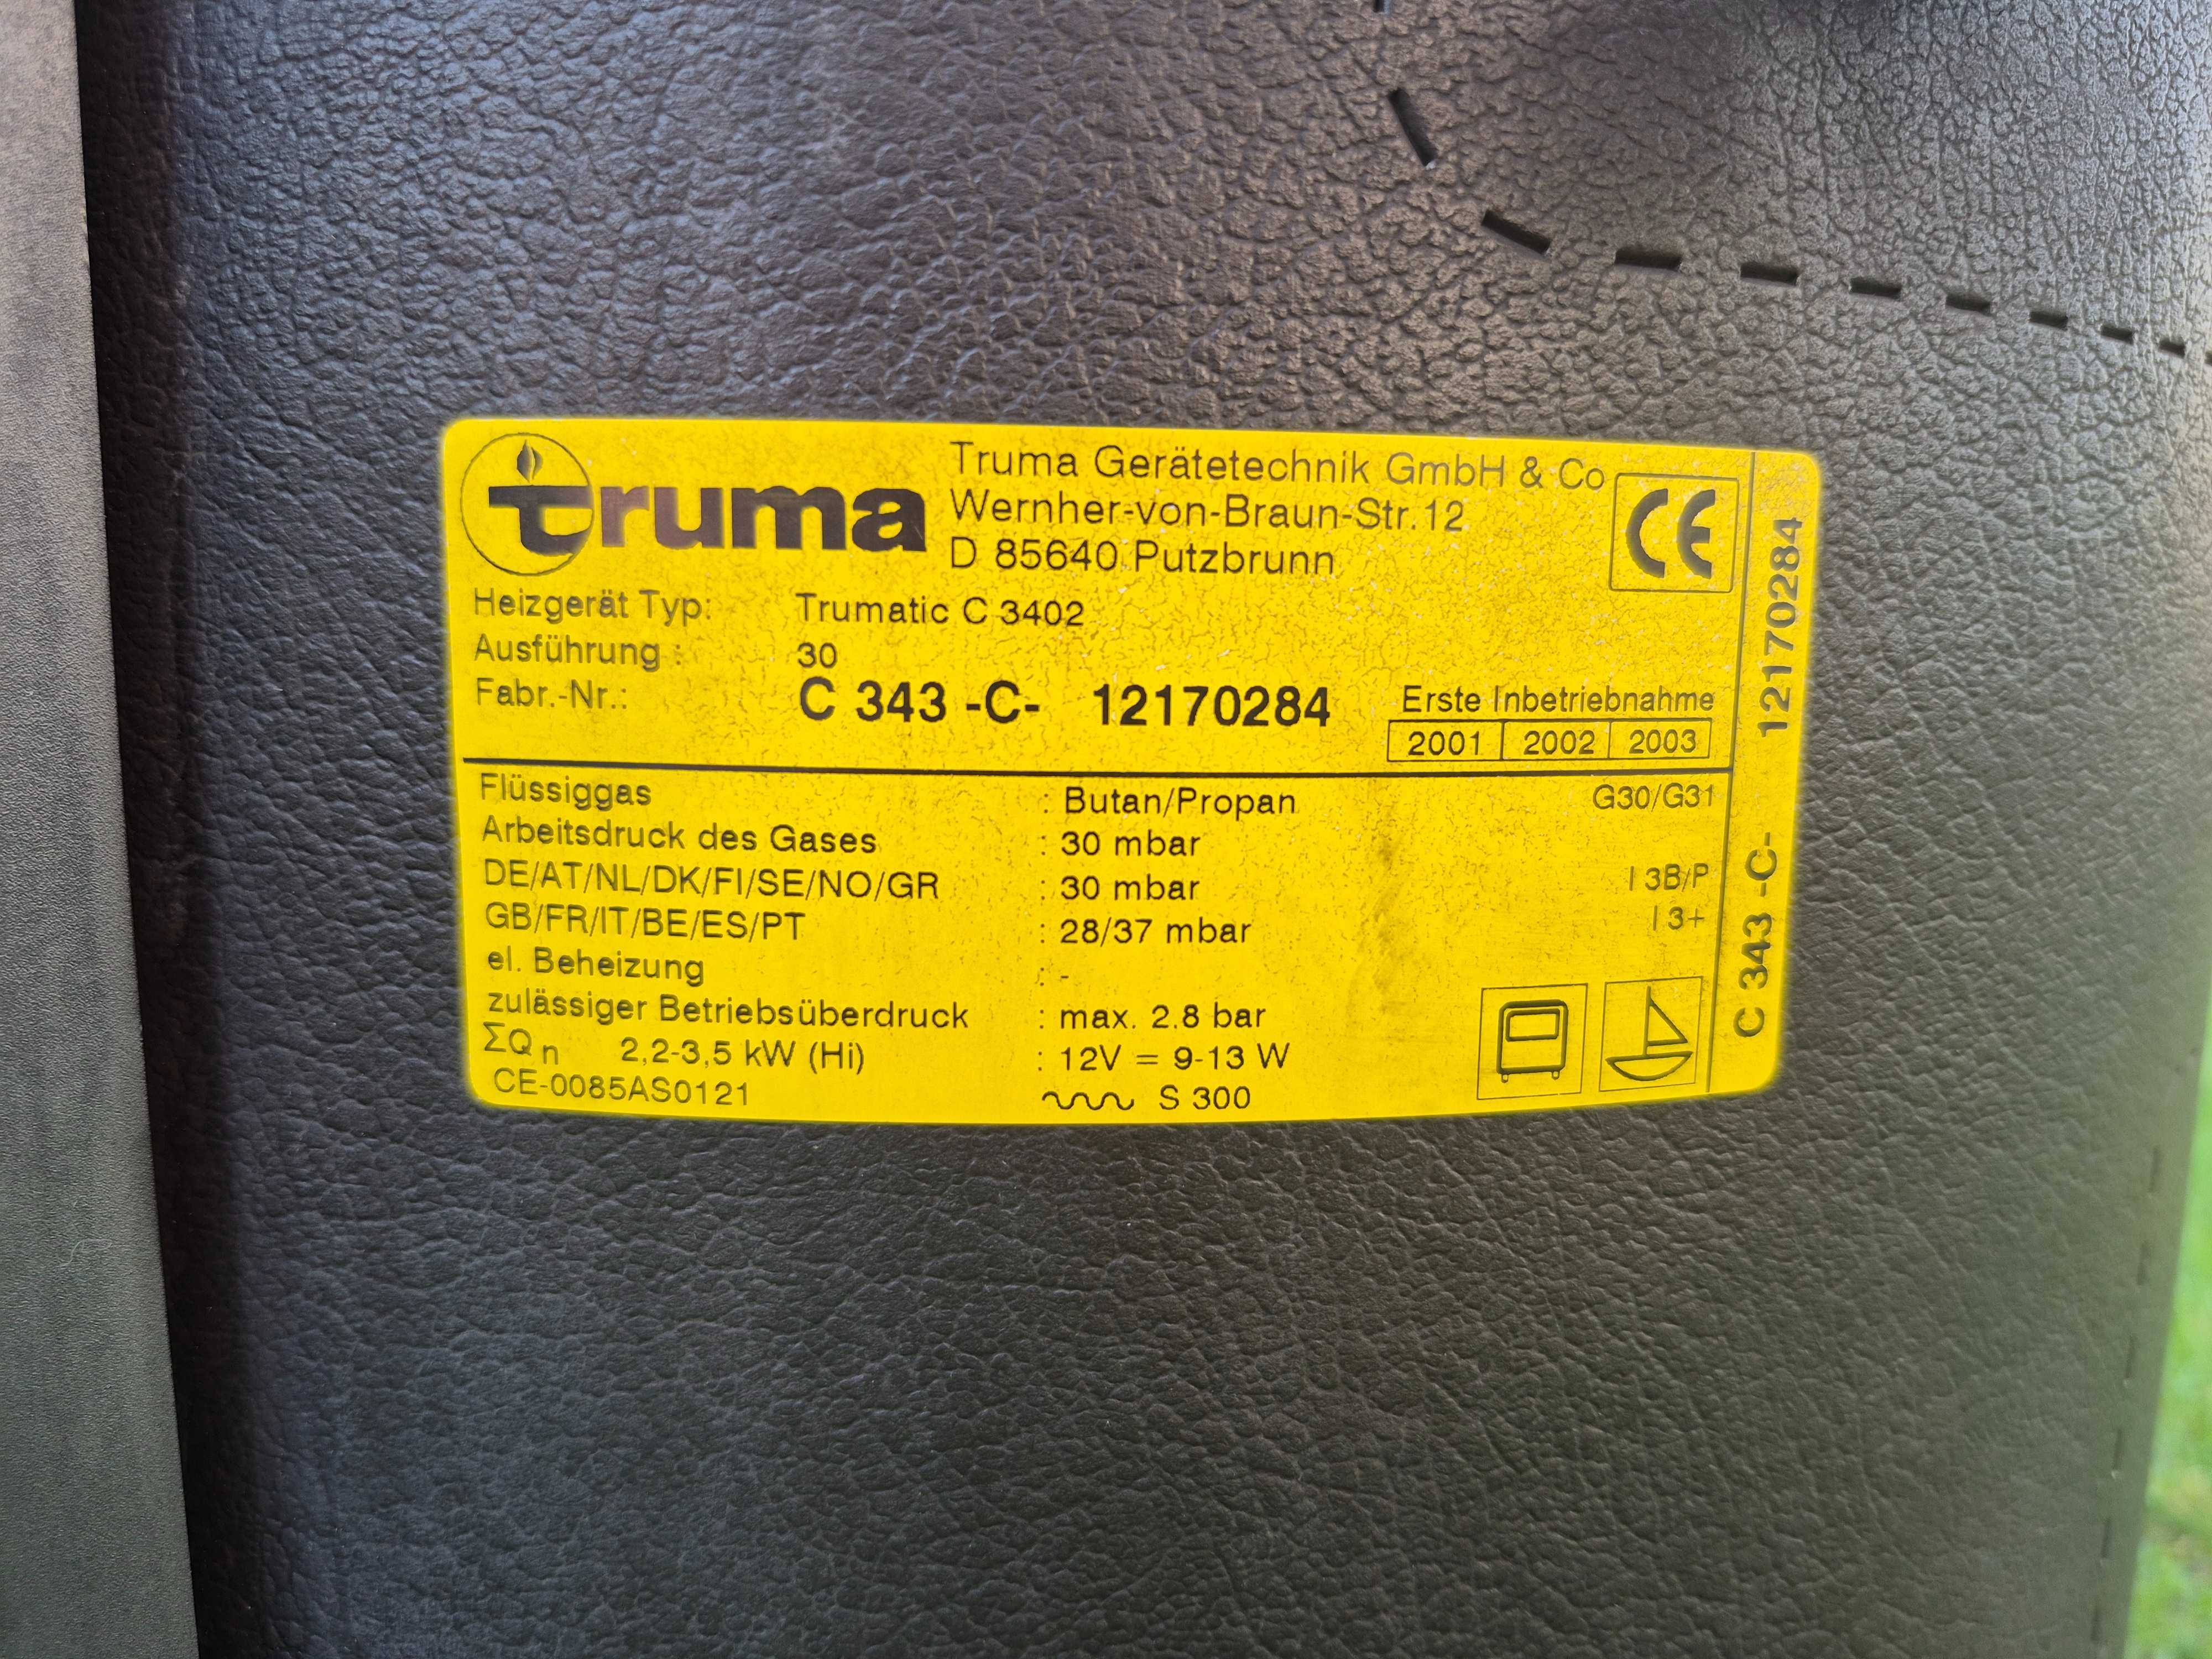 truma
Truma Gerätetechnik GmbH & Co
Wernher-von-Braun-Str.12
D 85640 Putzbrunn
CE
Heizgerät Typ: Trumatic C 3402
Ausführung : 30
Fabr.-Nr.: C 343 -C- 12170284
Erste Inbetriebnahme
2001 2002 2003
Flüssiggas : Butan/Propan G30/G31
Arbeitsdruck des Gases : 30 mbar
DE/AT/NL/DK/FI/SE/NO/GR : 30 mbar I 3B/P
GB/FR/IT/BE/ES/PT : 28/37 mbar I 3+
el. Beheizung : -
zulässiger Betriebsüberdruck : max. 2.8 bar
ΣQ n 2,2-3,5 kW (Hi) : 12V = 9-13 W
CE-0085AS0121 S 300
C 343 -C- 12170284